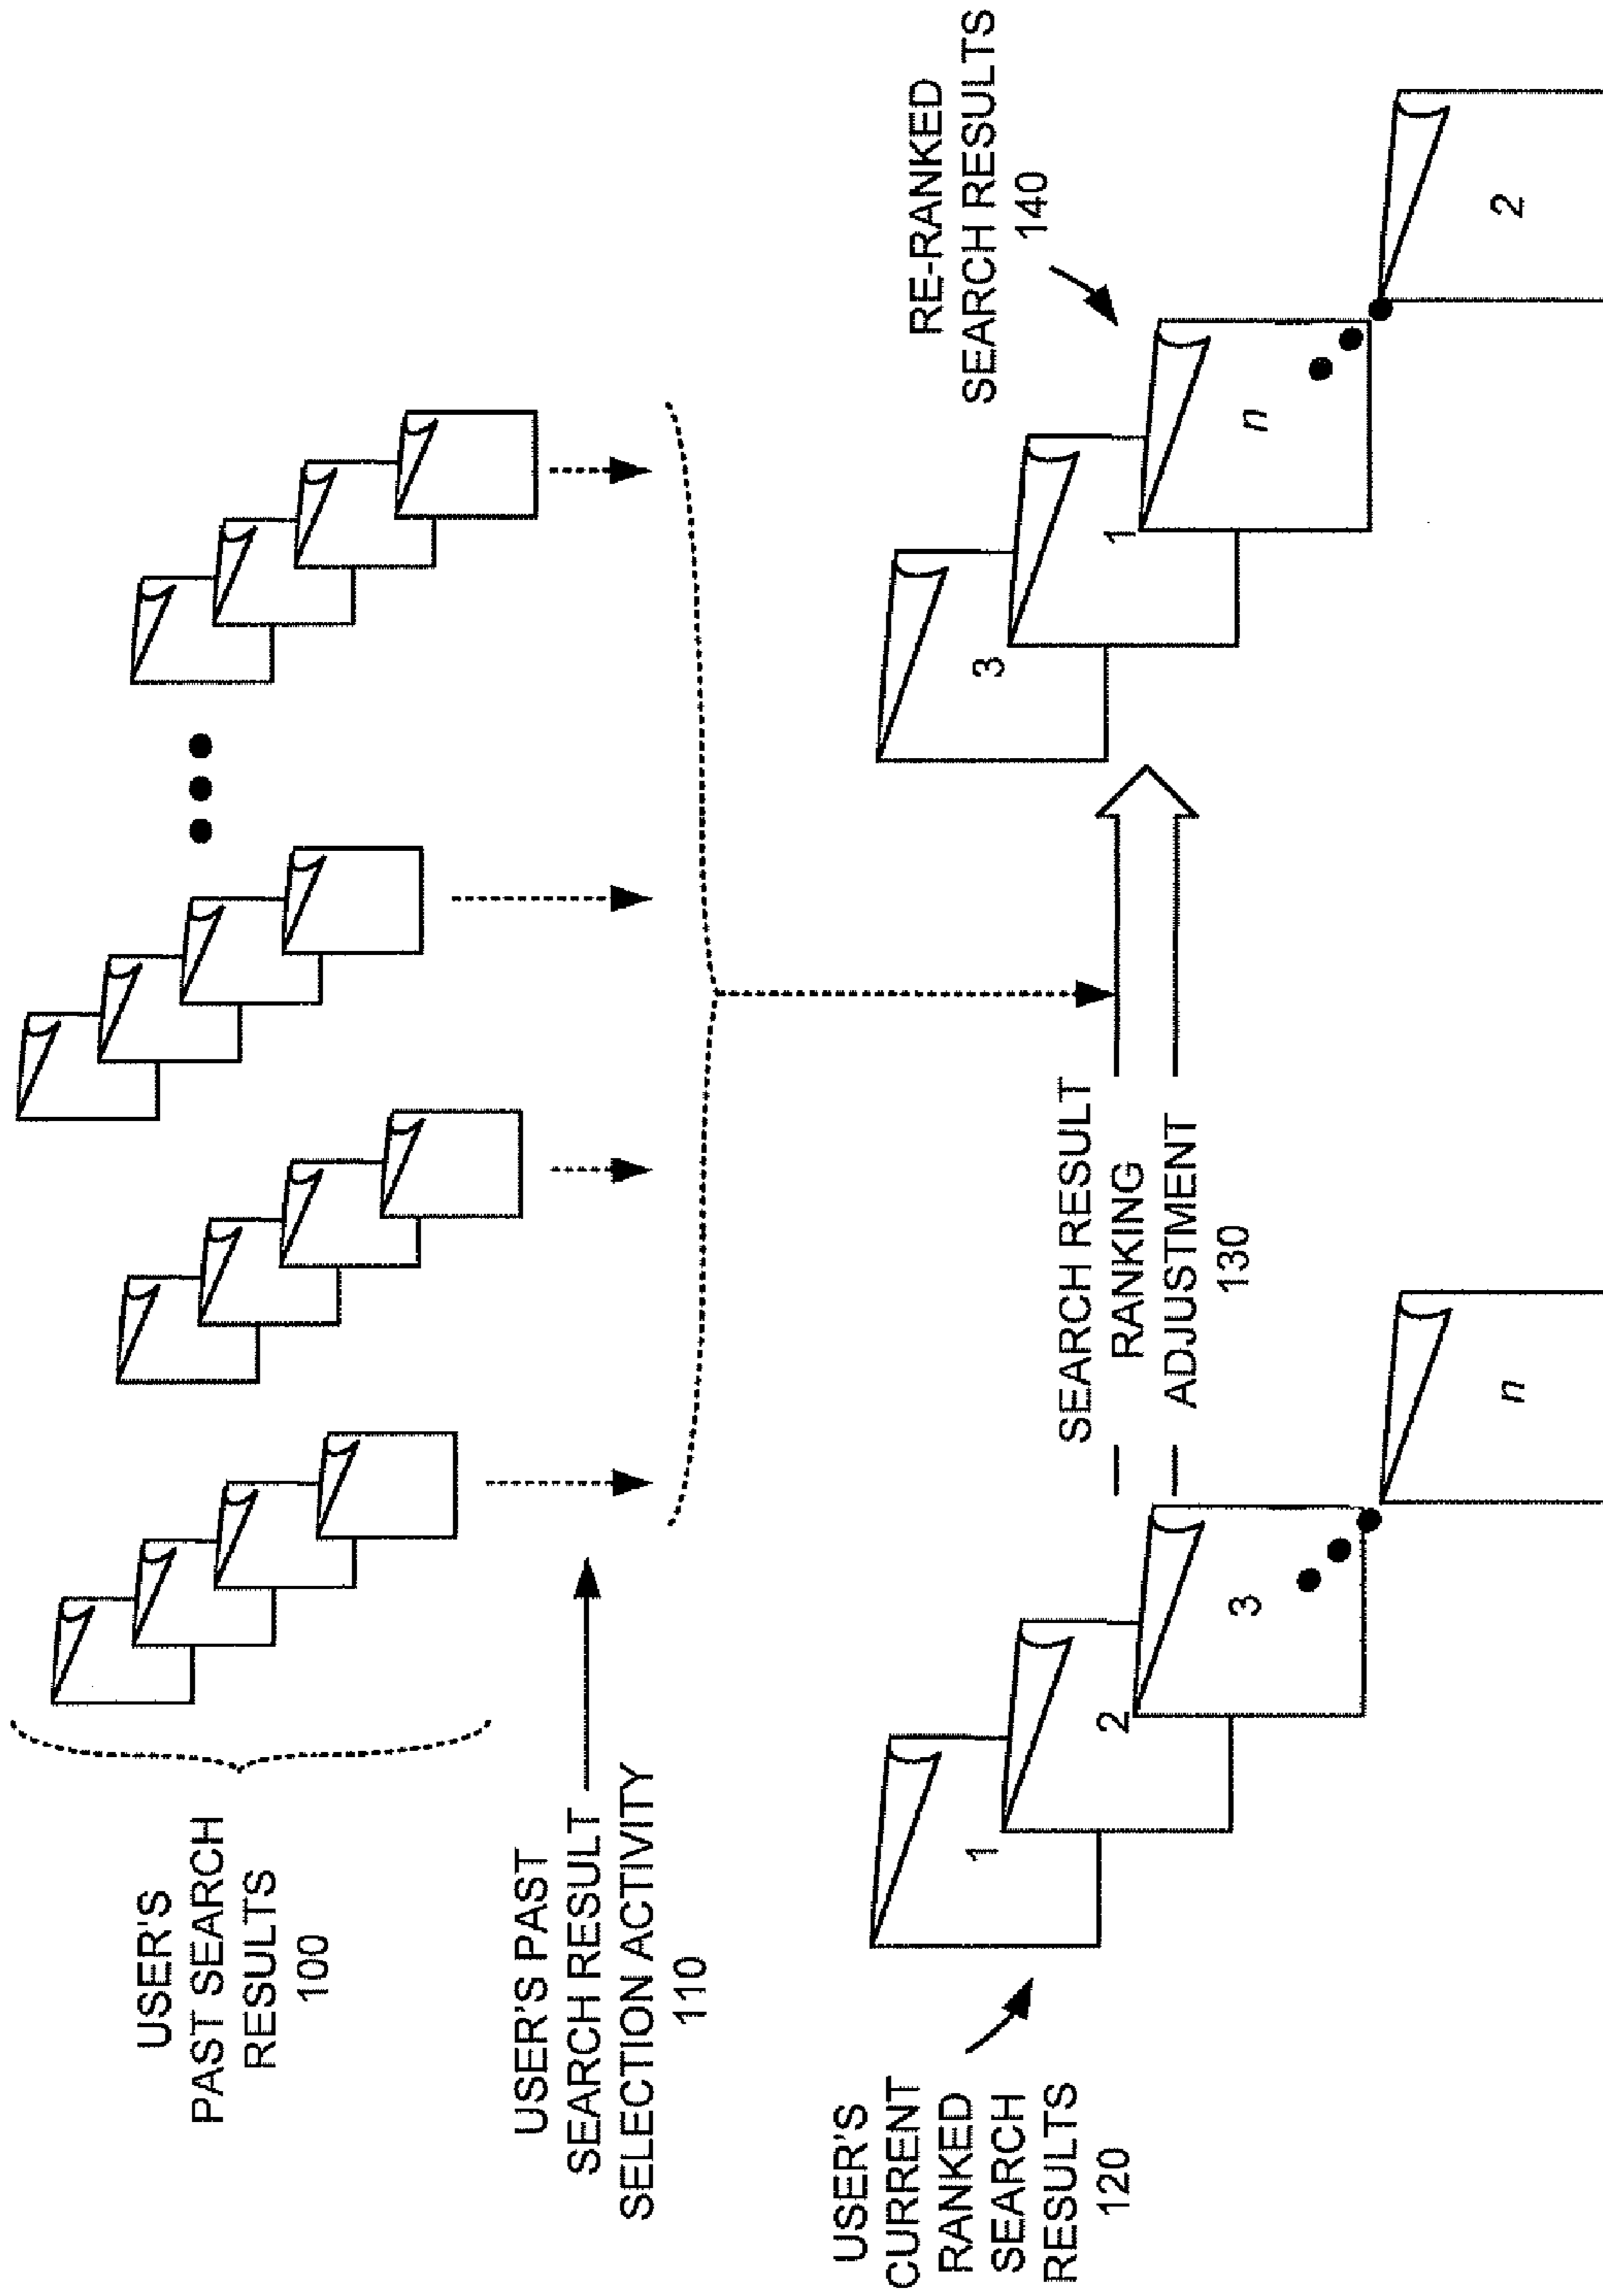 USER'S
PAST SEARCH
RESULTS
100
USER'S PAST
SEARCH RESULT
SELECTION ACTIVITY
110
USER'S
CURRENT
RANKED
SEARCH
RESULTS
120
1
2
3
n
SEARCH RESULT
RANKING
ADJUSTMENT
130
RE-RANKED
SEARCH RESULTS
140
3
1
n
2